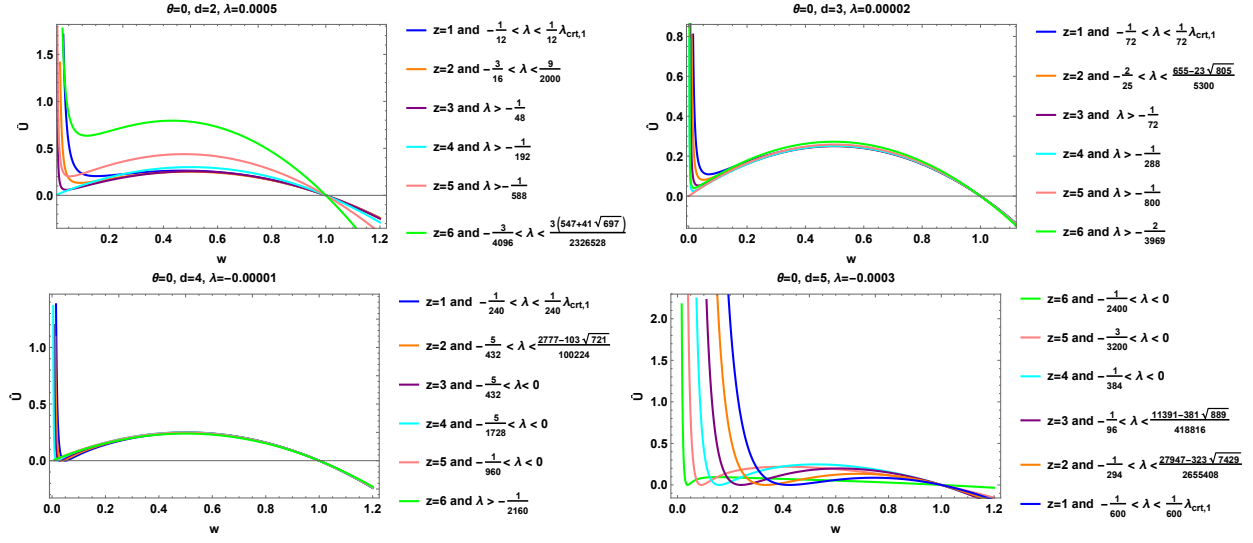 θ=0, d=2, λ=0.0005
Ũ
1.5
1.0
0.5
0.0
0.2 0.4 0.6 0.8 1.0 1.2
w
z=1 and -1/12 < λ < 1/12 λcrt,1
z=2 and -3/16 < λ < 9/2000
z=3 and λ > -1/48
z=4 and λ > -1/192
z=5 and λ >-1/588
z=6 and -3/4096 < λ < 3(547+41√697)/2326528
θ=0, d=3, λ=0.00002
Ũ
0.8
0.6
0.4
0.2
0.0
0.0 0.2 0.4 0.6 0.8 1.0
w
z=1 and -1/72 < λ < 1/72 λcrt,1
z=2 and -2/25 < λ < (655-23√805)/5300
z=3 and λ > -1/72
z=4 and λ >-1/288
z=5 and λ > -1/800
z=6 and λ > -2/3969
θ=0, d=4, λ=-0.00001
Ũ
1.0
0.5
0.0
0.0 0.2 0.4 0.6 0.8 1.0 1.2
w
z=1 and -1/240 < λ < 1/240 λcrt,1
z=2 and -5/432 < λ < (2777-103√721)/100224
z=3 and -5/432 < λ < 0
z=4 and -5/1728 < λ < 0
z=5 and -1/960 < λ < 0
z=6 and λ > -1/2160
θ=0, d=5, λ=-0.0003
Ũ
2.0
1.5
1.0
0.5
0.0
0.0 0.2 0.4 0.6 0.8 1.0 1.2
w
z=6 and -1/2400 < λ < 0
z=5 and -3/3200 < λ < 0
z=4 and -1/384 < λ < 0
z=3 and -1/96 < λ < (11391-381√889)/418816
z=2 and -1/294 < λ < (27947-323√7429)/2655408
z=1 and -1/600 < λ < 1/600 λcrt,1